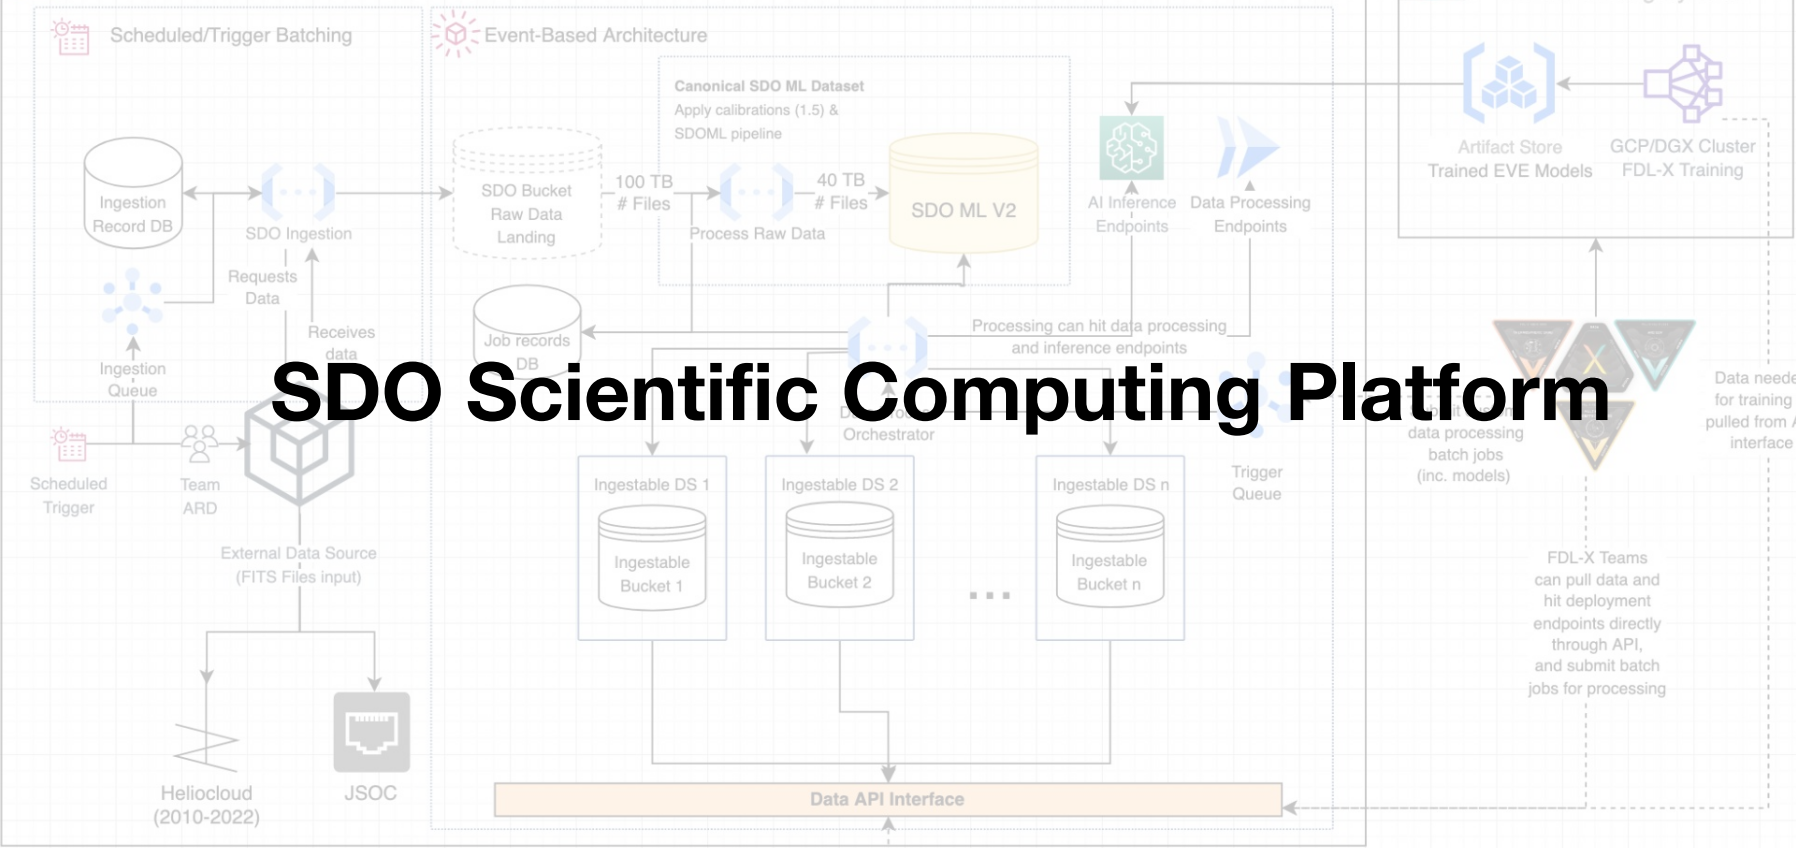 Scheduled/Trigger Batching
Event-Based Architecture
Canonical SDO ML Dataset
Apply calibrations (1.5) &
SDOML pipeline
Ingestion
Record DB
SDO Ingestion
Requests
Data
Receives
data
Ingestion
Queue
Scheduled
Trigger
Team
ARD
External Data Source
(FITS Files input)
Heliocloud
(2010-2022)
JSOC
SDO Bucket
Raw Data
Landing
100 TB
# Files
Process Raw Data
40 TB
# Files
SDO ML V2
AI Inference
Endpoints
Data Processing
Endpoints
Artifact Store
Trained EVE Models
GCP/DGX Cluster
FDL-X Training
Job records
DB
Processing can hit data processing
and inference endpoints
SDO Scientific Computing Platform
Orchestrator
Trigger
Queue
data processing
batch jobs
(inc. models)
Data neede
for training
pulled from A
interface
Ingestable DS 1
Ingestable
Bucket 1
Ingestable DS 2
Ingestable
Bucket 2
...
Ingestable DS n
Ingestable
Bucket n
FDL-X Teams
can pull data and
hit deployment
endpoints directly
through API,
and submit batch
jobs for processing
Data API Interface